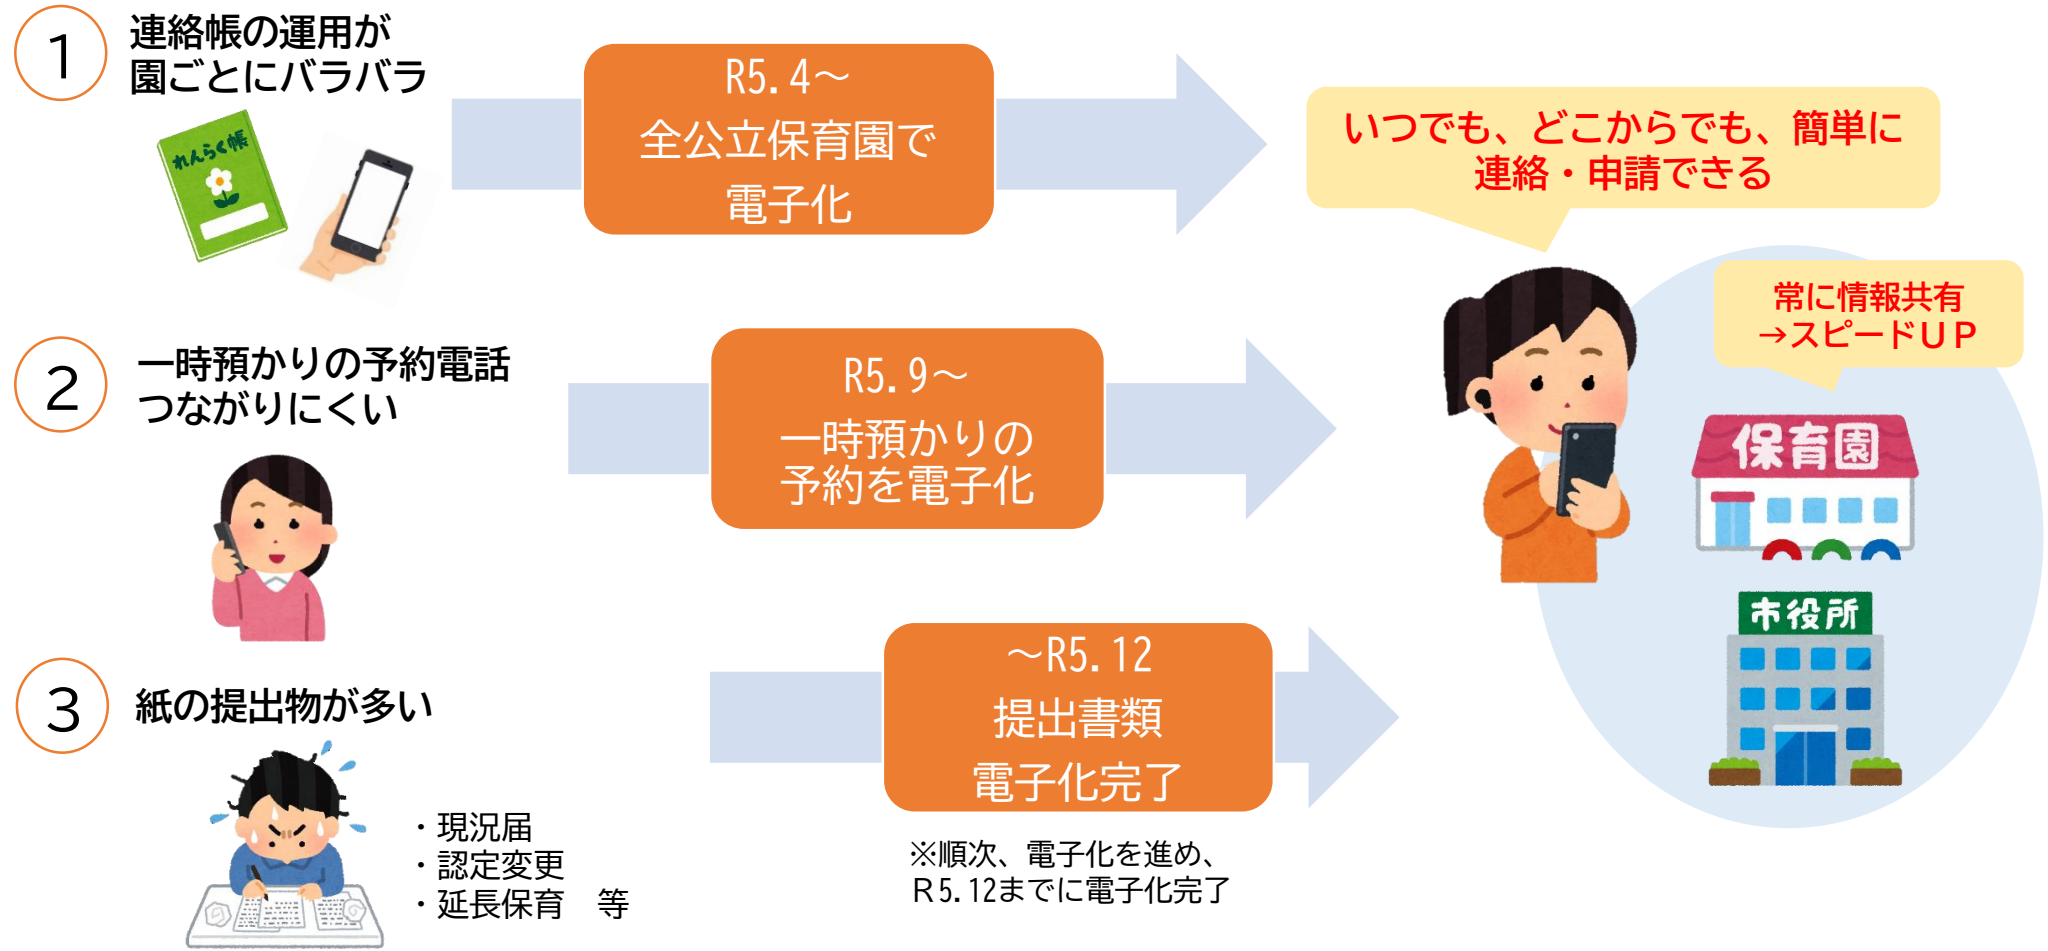 1
連絡帳の運用が
園ごとにバラバラ
れんらく帳
R5.4～
全公立保育園で
電子化
いつでも、どこからでも、簡単に
連絡・申請できる
常に情報共有
→スピードＵＰ
保育園
市役所
2
一時預かりの予約電話
つながりにくい
R5.9～
一時預かりの
予約を電子化
3
紙の提出物が多い
・現況届
・認定変更
・延長保育　等
～R5.12
提出書類
電子化完了
※順次、電子化を進め、
Ｒ5.12までに電子化完了